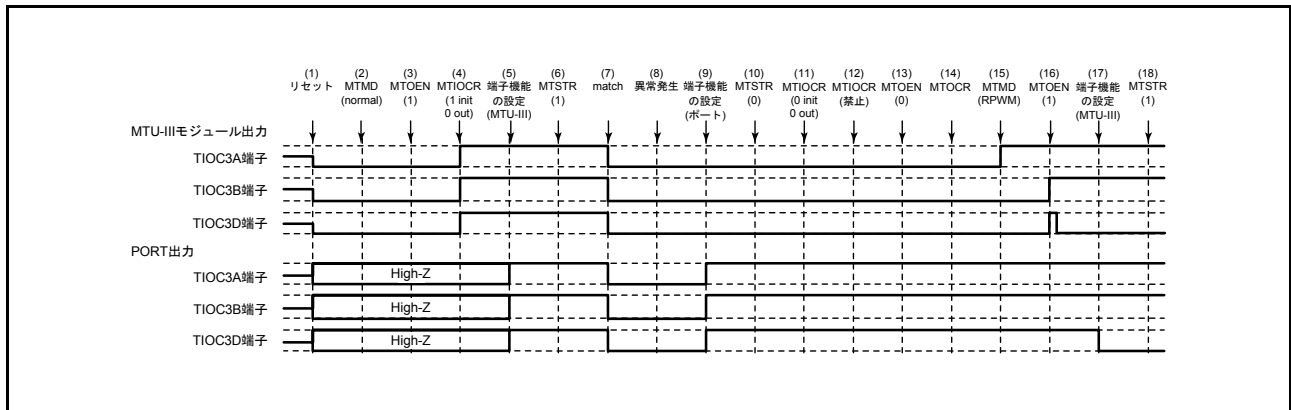 (1) (2) (3) (4) (5) (6) (7) (8) (9) (10) (11) (12) (13) (14) (15) (16) (17) (18)
リセット MTMD MTOEN MTIOCR 端子機能 MTSTR match 異常発生 端子機能 MTSTR MTIOCR MTIOCR MTOEN MTOCR MTMD MTOEN 端子機能 MTSTR
(normal) (1) (1 init の設定 (1) の設定 (0) (0 init (禁止) (0) (RPWM) (1) の設定 (1)
0 out) (MTU-III) (ポート) 0 out) (MTU-III)
MTU-IIIモジュール出力
TIOC3A端子
TIOC3B端子
TIOC3D端子
PORT出力
TIOC3A端子 High-Z
TIOC3B端子 High-Z
TIOC3D端子 High-Z